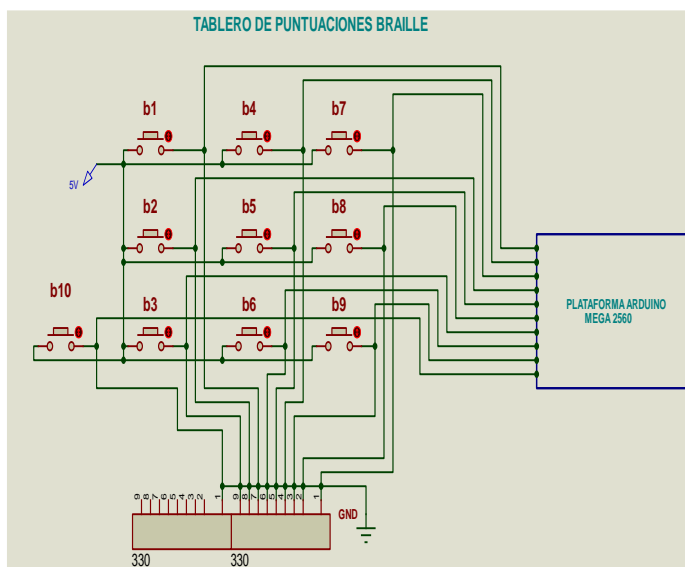 TABLERO DE PUNTUACIONES BRAILLE
b1 b4 b7
5V
b2 b5 b8
b10 b3 b6 b9
PLATAFORMA ARDUINO
MEGA 2560
9 8 7 6 5 4 3 2 1 9 8 7 6 5 4 3 2 1
GND
330 330